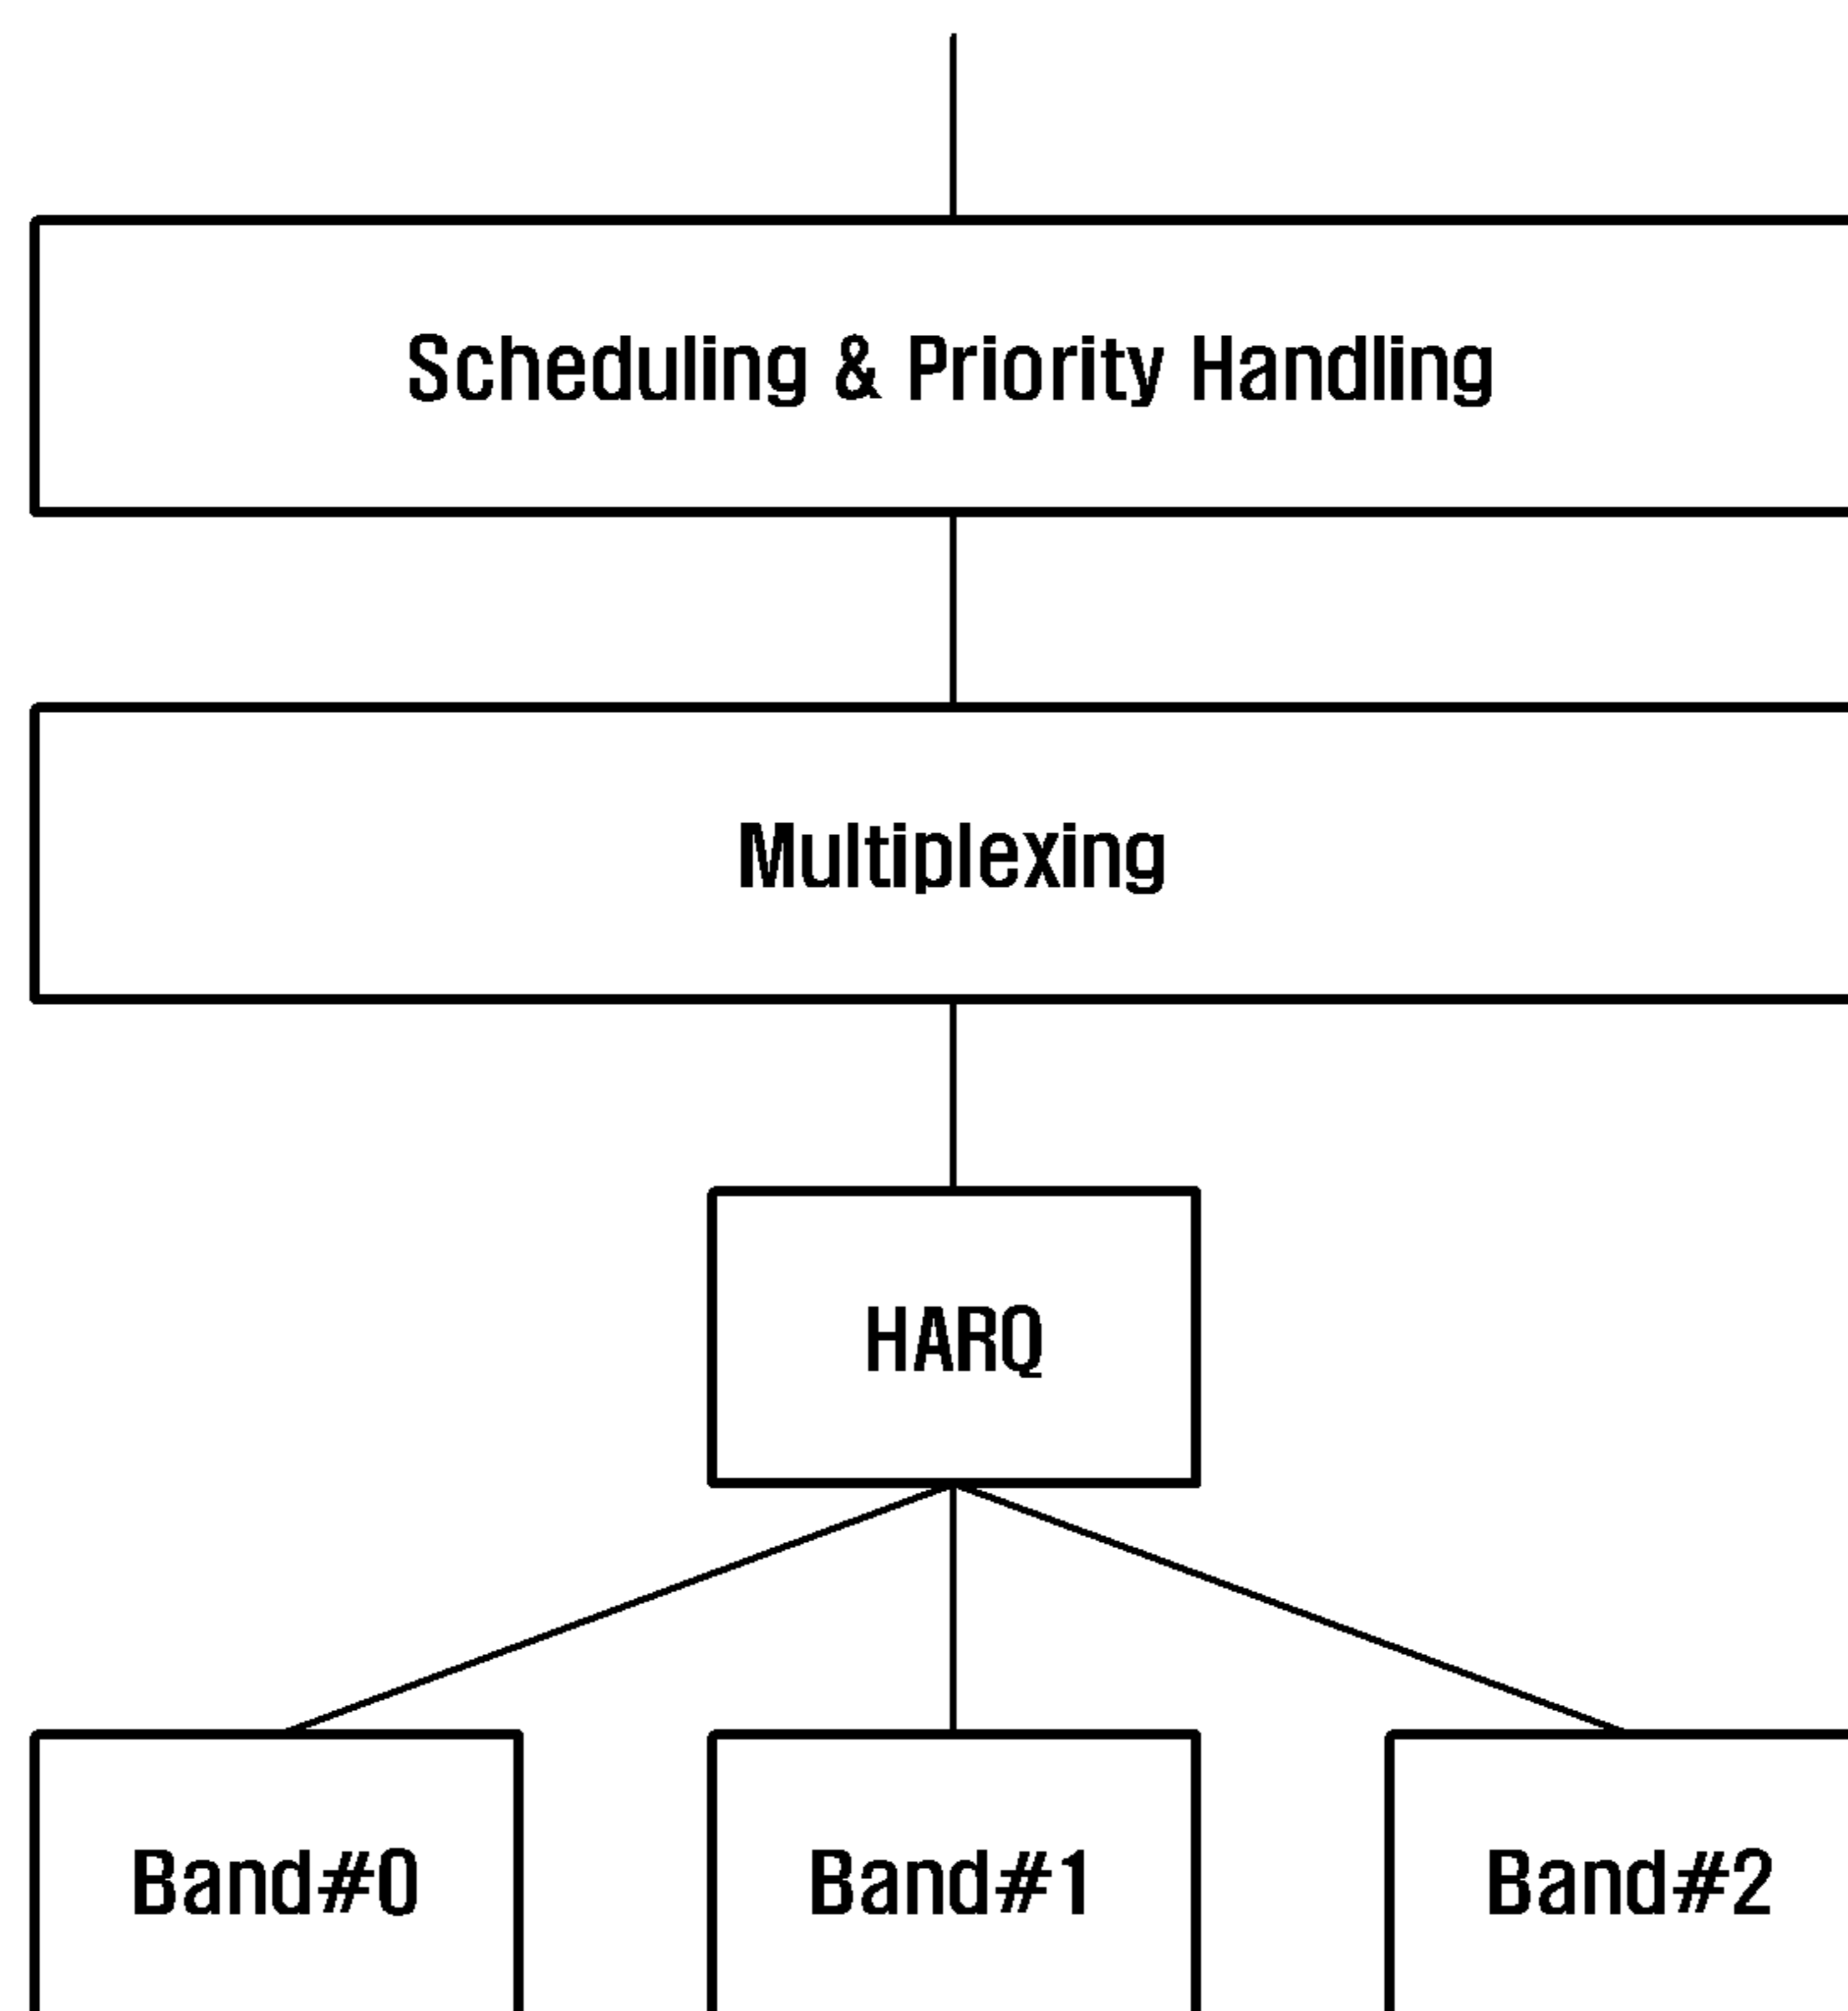 Scheduling & Priority Handling
Multiplexing
HARQ
Band#0
Band#1
Band#2